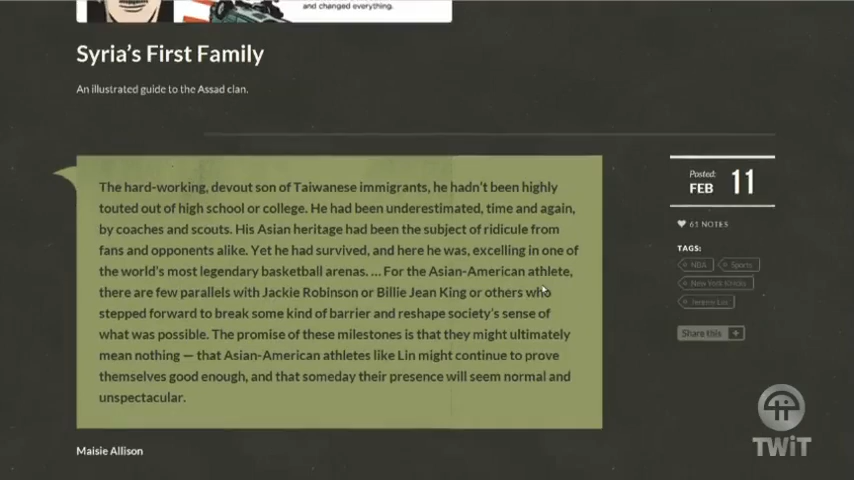 and changed everything.
Syria's First Family
An illustrated guide to the Assad clan.
The hard-working, devout son of Taiwanese immigrants, he hadn't been highly
touted out of high school or college. He had been underestimated, time and again,
by coaches and scouts. His Asian heritage had been the subject of ridicule from
fans and opponents alike. Yet he had survived, and here he was, excelling in one of
the world's most legendary basketball arenas. ... For the Asian-American athlete,
there are few parallels with Jackie Robinson or Billie Jean King or others who
stepped forward to break some kind of barrier and reshape society's sense of
what was possible. The promise of these milestones is that they might ultimately
mean nothing — that Asian-American athletes like Lin might continue to prove
themselves good enough, and that someday their presence will seem normal and
unspectacular.
Maisie Allison
Posted:
FEB 11
61 NOTES
TAGS:
NBA Sports
New York Knicks
Jeremy Lin
Share this +
TWiT